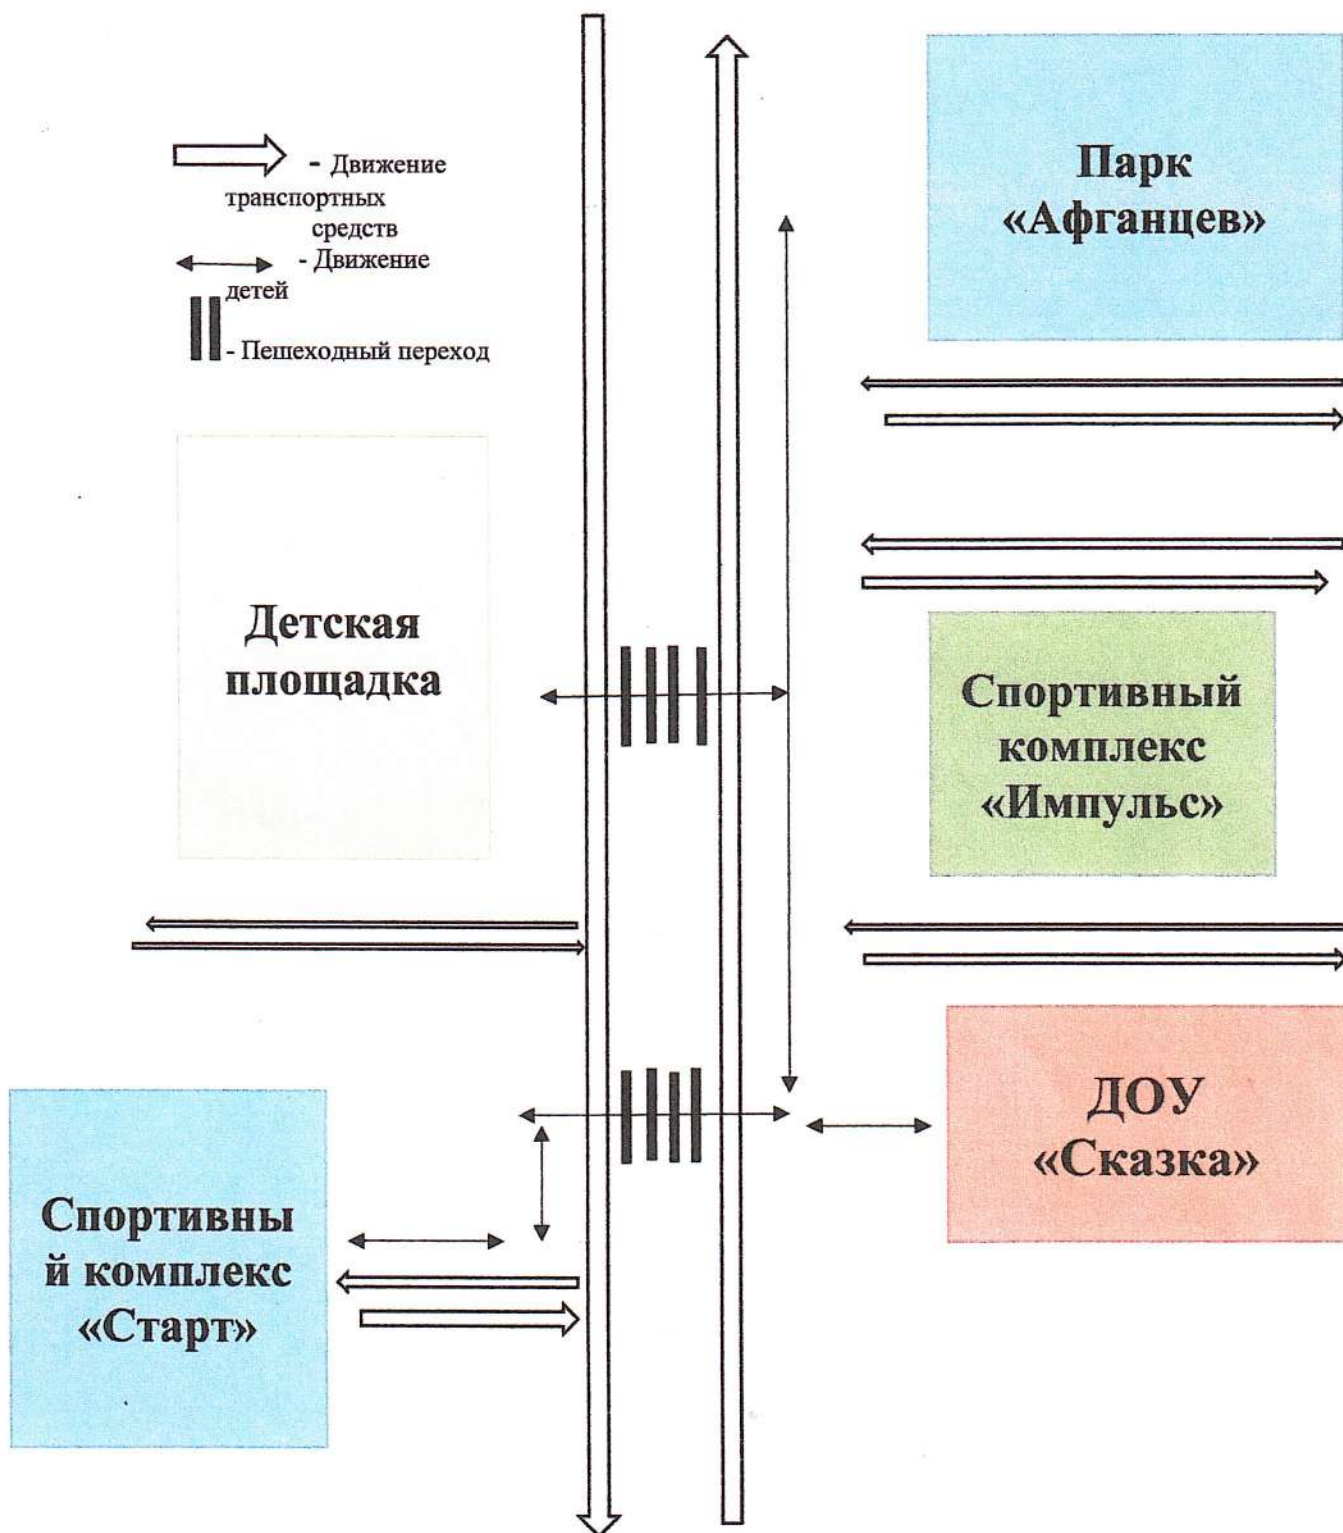 - Движение
транспортных
средств
- Движение
детей
- Пешеходный переход
Парк
«Афганцев»
Детская
площадка
Спортивный
комплекс
«Импульс»
ДОУ
«Сказка»
Спортивны
й комплекс
«Старт»